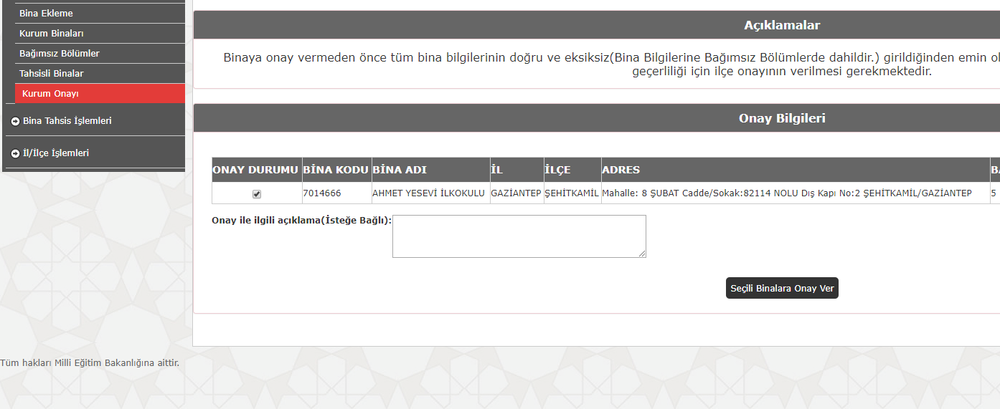 Bina Ekleme
Kurum Binaları
Bağımsız Bölümler
Tahsisli Binalar
Kurum Onayı
Bina Tahsis İşlemleri
İl/İlçe İşlemleri
Açıklamalar
Binaya onay vermeden önce tüm bina bilgilerinin doğru ve eksiksiz(Bina Bilgilerine Bağımsız Bölümlerde dahildir.) girildiğinden emin
geçerliliği için ilçe onayının verilmesi gerekmektedir.
Onay Bilgileri
ONAY DURUMU BİNA KODU BİNA ADI İL İLÇE ADRES
7014666 AHMET YESEVİ İLKOKULU GAZİANTEP ŞEHİTKAMİL Mahalle: 8 ŞUBAT Cadde/Sokak:82114 NOLU Dış Kapı No:2 ŞEHİTKAMİL/GAZİANTEP 5
Onay ile ilgili açıklama(İsteğe Bağlı):
Seçili Binalara Onay Ver
Tüm hakları Milli Eğitim Bakanlığına aittir.